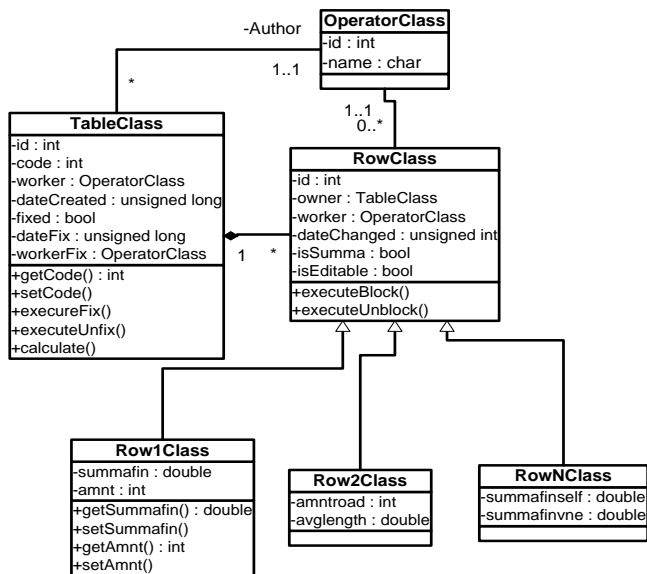 OperatorClass
-id : int
-name : char
-Author
1..1
*
1..1
0..*
TableClass
-id : int
-code : int
-worker : OperatorClass
-dateCreated : unsigned long
-fixed : bool
-dateFix : unsigned long
-workerFix : OperatorClass
+getCode() : int
+setCode()
+execureFix()
+executeUnfix()
+calculate()
1
*
RowClass
-id : int
-owner : TableClass
-worker : OperatorClass
-dateChanged : unsigned int
-isSumma : bool
-isEditable : bool
+executeBlock()
+executeUnblock()
Row1Class
-summafin : double
-amnt : int
+getSummafin() : double
+setSummafin()
+getAmnt() : int
+setAmnt()
Row2Class
-amntroad : int
-avglength : double
RowNClass
-summafinself : double
-summafinvne : double